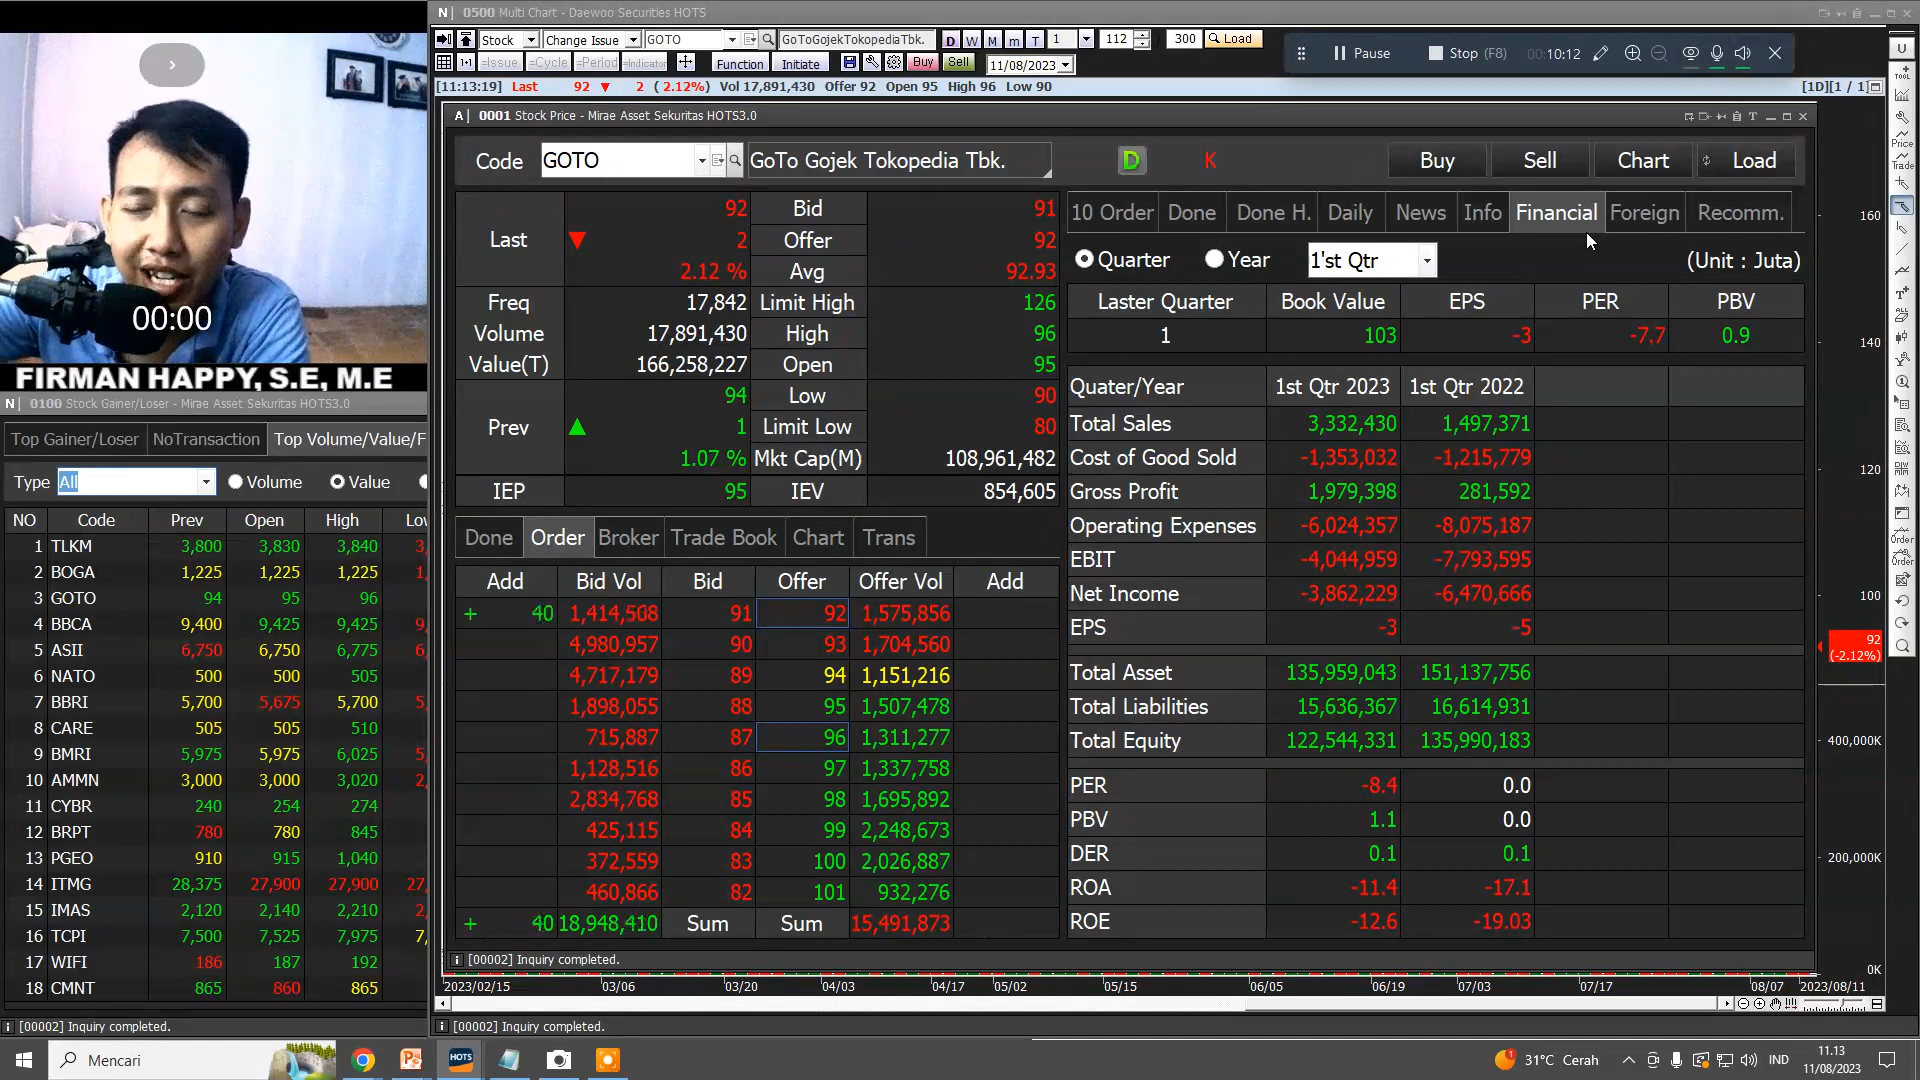 00:00
FIRMAN HAPPY, S.E, M.E
N 0100 Stock Gainer/Loser - Mirae Asset Sekuritas HOTS3.0
Top Gainer/Loser NoTransaction Top Volume/Value/F
Type All Volume Value
NO Code Prev Open High Lo
1 TLKM 3,800 3,830 3,840 3,
2 BOGA 1,225 1,225 1,225 1,
3 GOTO 94 95 96
4 BBCA 9,400 9,425 9,425 9,
5 ASII 6,750 6,750 6,775 6,
6 NATO 500 500 505
7 BBRI 5,700 5,675 5,700 5,
8 CARE 505 505 510
9 BMRI 5,975 5,975 6,025 5,
10 AMMN 3,000 3,000 3,020 2,
11 CYBR 240 254 274
12 BRPT 780 780 845
13 PGEO 910 915 1,040
14 ITMG 28,375 27,900 27,900 27,
15 IMAS 2,120 2,140 2,210 2,
16 TCPI 7,500 7,525 7,975 7,
17 WIFI 186 187 192
18 CMNT 865 860 865
[00002] Inquiry completed.
N 0500 Multi Chart - Daewoo Securities HOTS
Stock Change Issue GOTO GoToGojekTokopediaTbk. D W M m T 1 112 300 Load
=Issue =Cycle =Period =Indicator Function Initiate Buy Sell 11/08/2023
Pause Stop (F8) 00:10:12
[11:13:19] Last 92 ▼ 2 ( 2.12%) Vol 17,891,430 Offer 92 Open 95 High 96 Low 90 [1D][1 / 1]
A 0001 Stock Price - Mirae Asset Sekuritas HOTS3.0
Code GOTO GoTo Gojek Tokopedia Tbk. D K Buy Sell Chart Load
Last 92 Bid 91
▼ 2 Offer 92
2.12 % Avg 92.93
Freq 17,842 Limit High 126
Volume 17,891,430 High 96
Value(T) 166,258,227 Open 95
Prev 94 Low 90
▲ 1 Limit Low 80
1.07 % Mkt Cap(M) 108,961,482
IEP 95 IEV 854,605
Done Order Broker Trade Book Chart Trans
Add Bid Vol Bid Offer Offer Vol Add
+ 40 1,414,508 91 92 1,575,856
4,980,957 90 93 1,704,560
4,717,179 89 94 1,151,216
1,898,055 88 95 1,507,478
715,887 87 96 1,311,277
1,128,516 86 97 1,337,758
2,834,768 85 98 1,695,892
425,115 84 99 2,248,673
372,559 83 100 2,026,887
460,866 82 101 932,276
+ 40 18,948,410 Sum Sum 15,491,873
10 Order Done Done H. Daily News Info Financial Foreign Recomm.
Quarter Year 1'st Qtr (Unit : Juta)
Laster Quarter Book Value EPS PER PBV
1 103 -3 -7.7 0.9
Quater/Year 1st Qtr 2023 1st Qtr 2022
Total Sales 3,332,430 1,497,371
Cost of Good Sold -1,353,032 -1,215,779
Gross Profit 1,979,398 281,592
Operating Expenses -6,024,357 -8,075,187
EBIT -4,044,959 -7,793,595
Net Income -3,862,229 -6,470,666
EPS -3 -5
Total Asset 135,959,043 151,137,756
Total Liabilities 15,636,367 16,614,931
Total Equity 122,544,331 135,990,183
PER -8.4 0.0
PBV 1.1 0.0
DER 0.1 0.1
ROA -11.4 -17.1
ROE -12.6 -19.03
[00002] Inquiry completed.
2023/02/15 03/06 03/20 04/03 04/17 05/02 05/15 06/05 06/19 07/03 07/17 08/07 2023/08/11
[00002] Inquiry completed.
160
140
120
100
92
(-2.12%)
400,000K
200,000K
0K
U
TOOL
Price
Trade
Order
Order
Mencari
HOTS
31°C Cerah
IND
11.13
11/08/2023